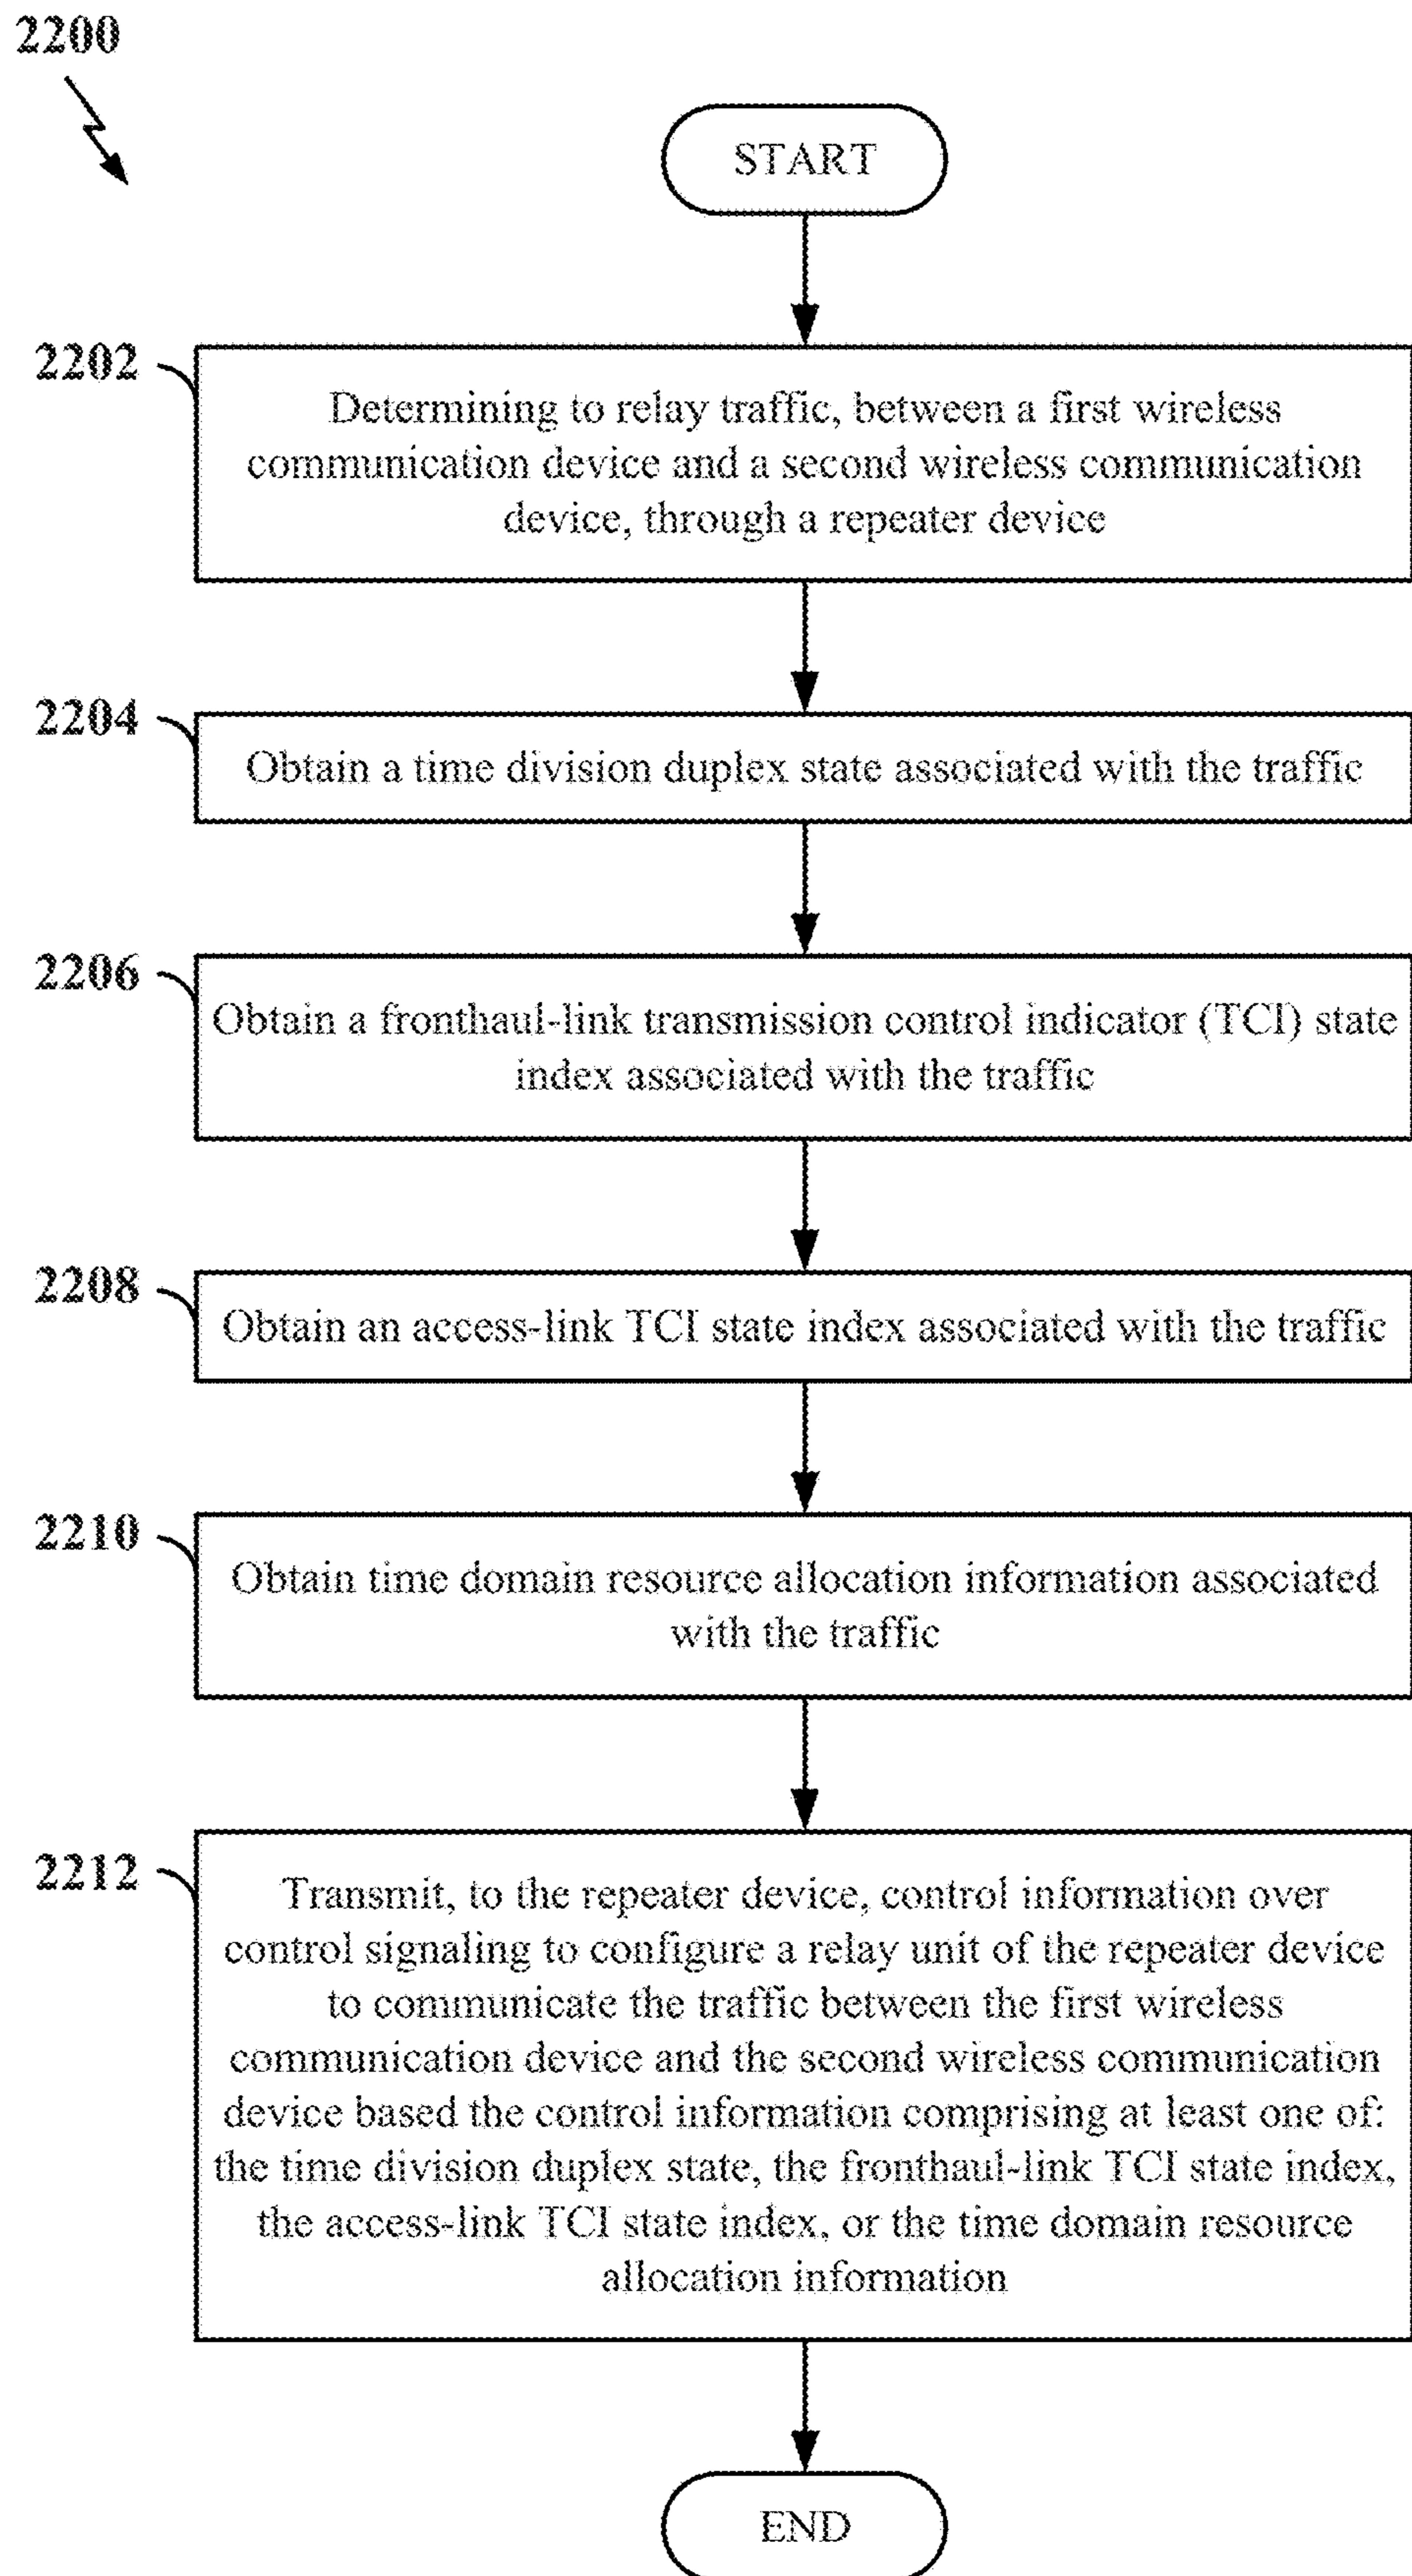 2200
START
2202
Determining to relay traffic, between a first wireless
communication device and a second wireless communication
device, through a repeater device
2204
Obtain a time division duplex state associated with the traffic
2206
Obtain a fronthaul-link transmission control indicator (TCI) state
index associated with the traffic
2208
Obtain an access-link TCI state index associated with the traffic
2210
Obtain time domain resource allocation information associated
with the traffic
2212
Transmit, to the repeater device, control information over
control signaling to configure a relay unit of the repeater device
to communicate the traffic between the first wireless
communication device and the second wireless communication
device based the control information comprising at least one of:
the time division duplex state, the fronthaul-link TCI state index,
the access-link TCI state index, or the time domain resource
allocation information
END